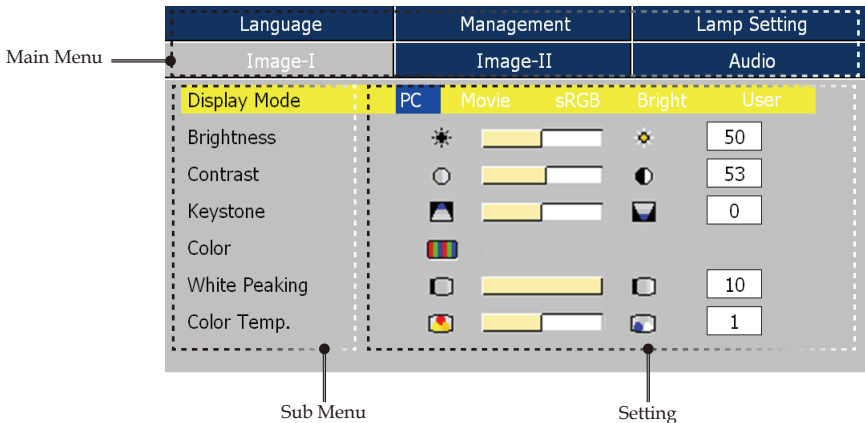 Language Management Lamp Setting
Main Menu
Image-I Image-II Audio
Display Mode PC Movie sRGB Bright User
Brightness 50
Contrast 53
Keystone 0
Color
White Peaking 10
Color Temp. 1
Sub Menu Setting